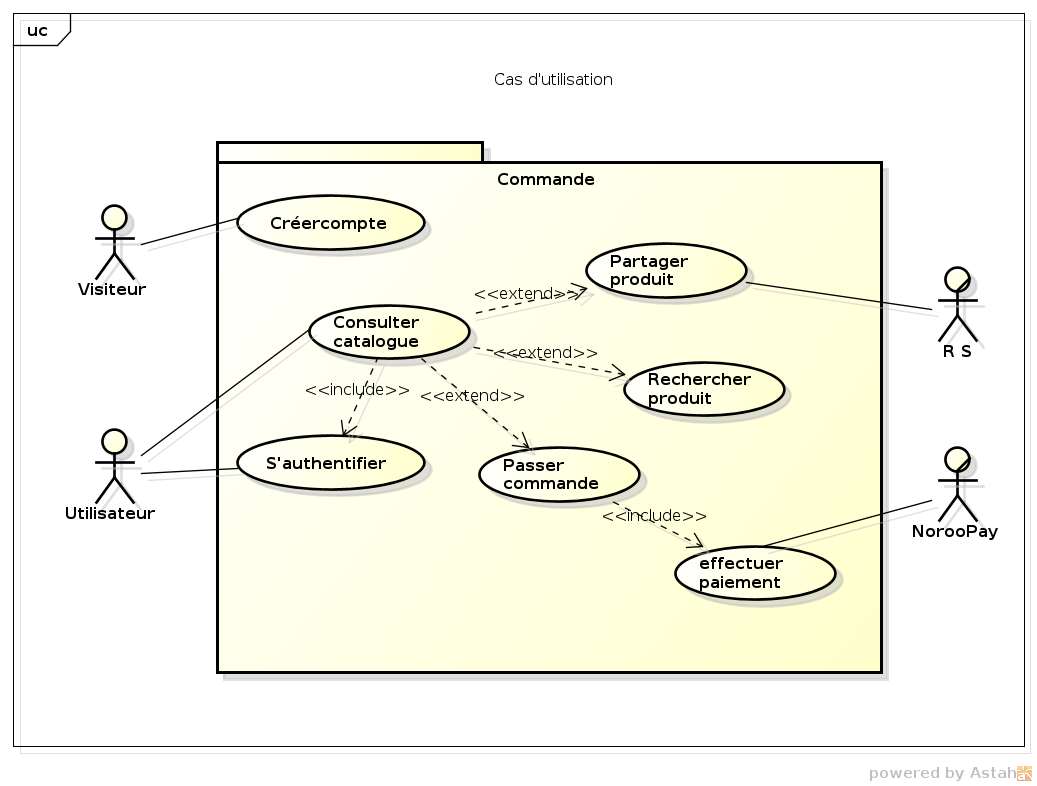 uc
Cas d'utilisation
Commande
Créercompte
Partager
produit
<<extend>>
Visiteur
Consulter
catalogue
R S
<<extend>>
Rechercher
produit
<<include>>
<<extend>>
S'authentifier
Passer
commande
Utilisateur
<<include>>
NorooPay
effectuer
paiement
powered by Astah